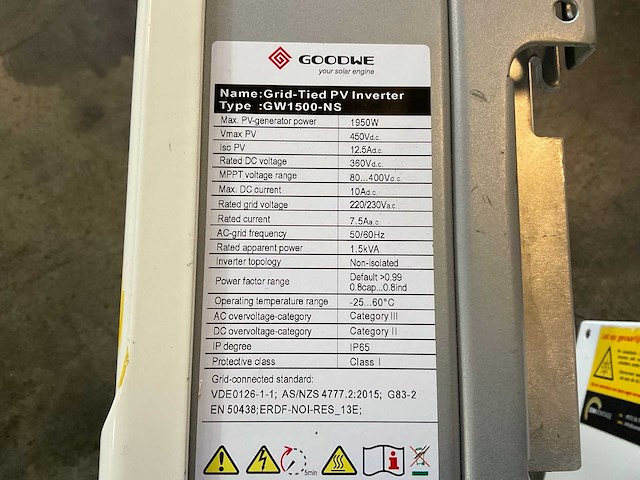 GOODWE
your solar engine
Name:Grid-Tied PV Inverter
Type :GW1500-NS
Max. PV-generator power 1950W
Vmax PV 450Vd.c.
Isc PV 12.5Ad.c.
Rated DC voltage 360Vd.c.
MPPT voltage range 80...400Vd.c.
Max. DC current 10Ad.c.
Rated grid voltage 220/230Va.c.
Rated current 7.5Aa.c.
AC-grid frequency 50/60Hz
Rated apparent power 1.5kVA
Inverter topology Non-isolated
Power factor range Default >0.99
0.8cap...0.8ind
Operating temperature range -25...60°C
AC overvoltage-category Category III
DC overvoltage-category Category II
IP degree IP65
Protective class Class I
Grid-connected standard:
VDE0126-1-1; AS/NZS 4777.2:2015; G83-2
EN 50438;ERDF-NOI-RES_13E;
5min